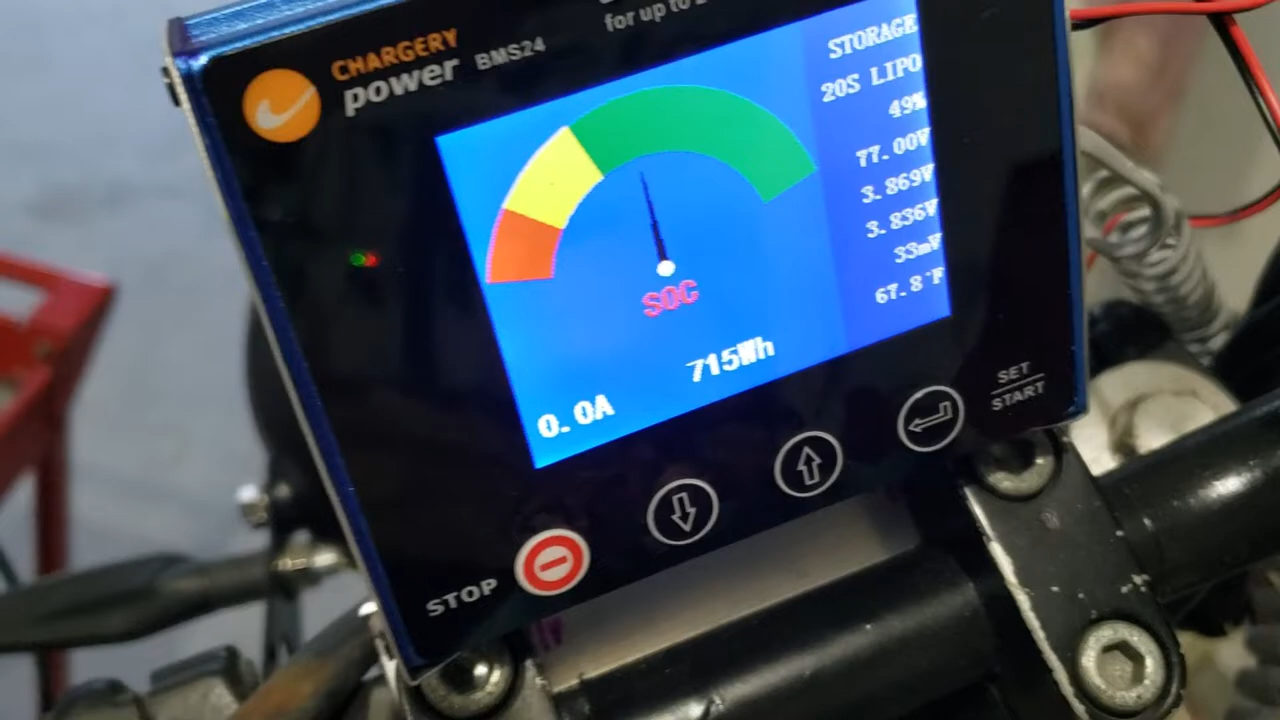 CHARGERY
power BMS24
for up to 2
STORAGE
20S LIPO
49%
77.00V
3.869V
3.836V
33mV
67.8°F
SOC
715Wh
0.0A
SET
START
STOP